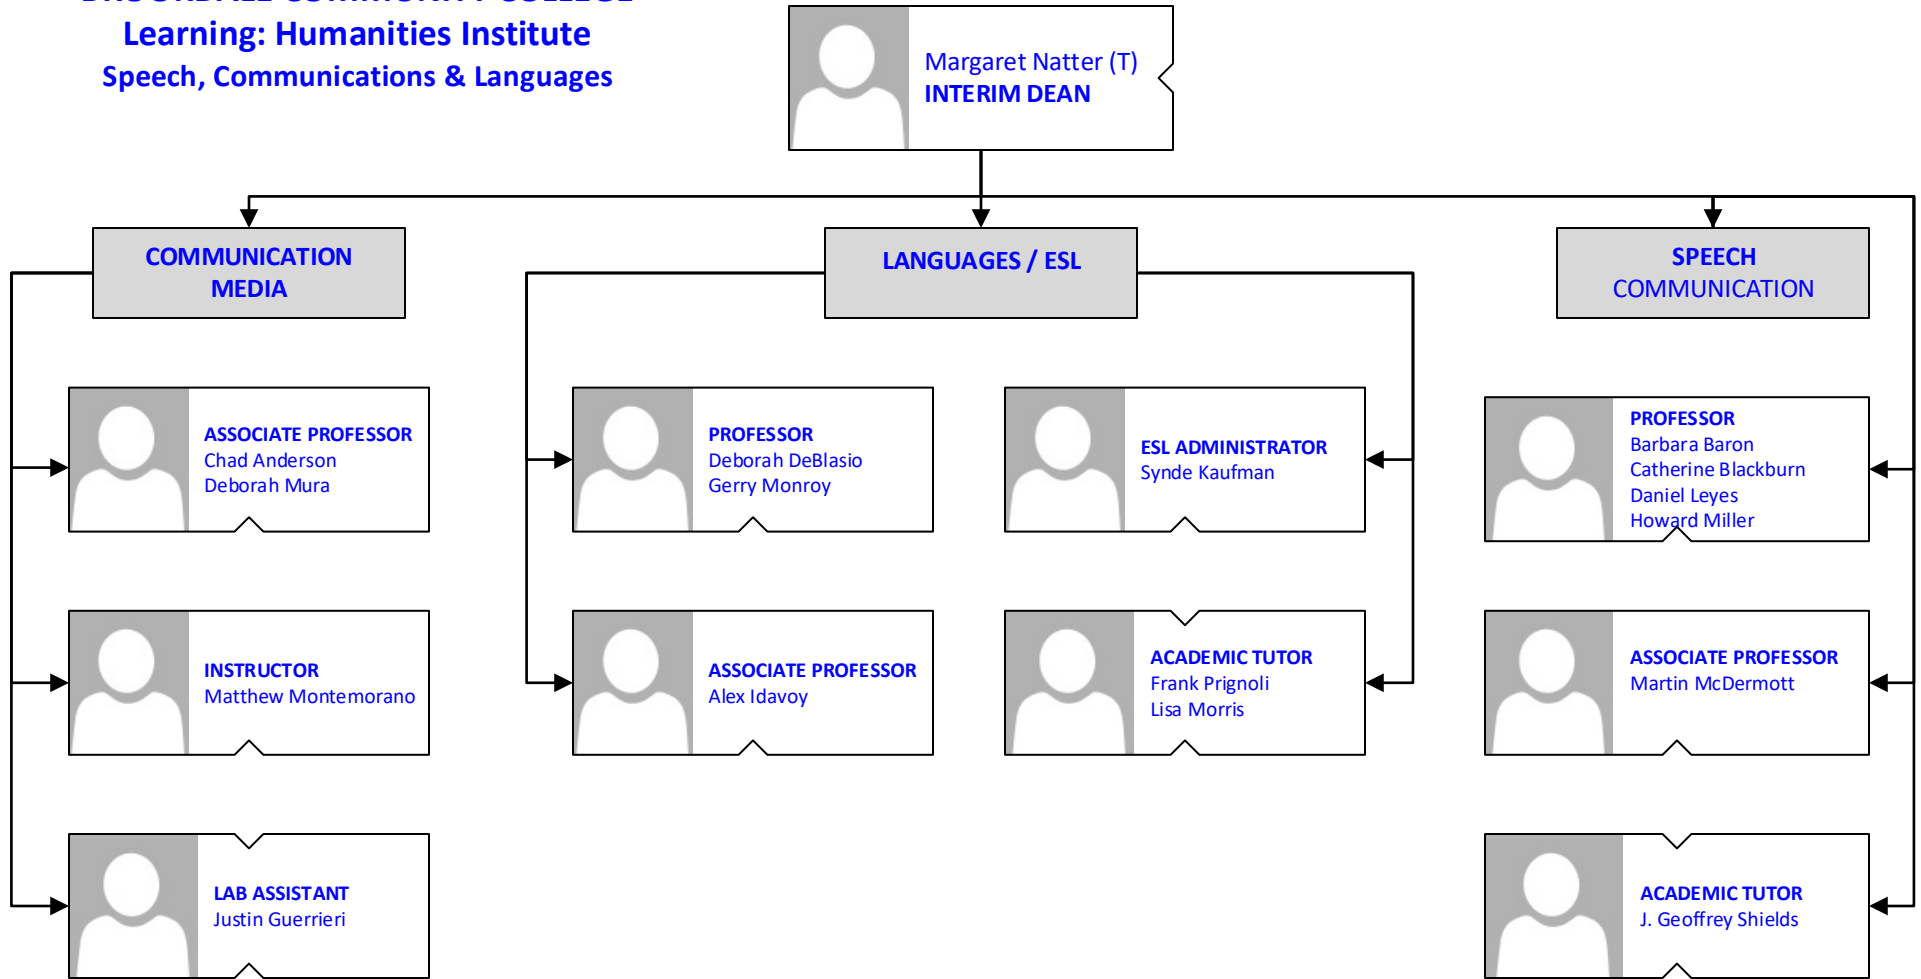 BROOKDALE COMMUNITY COLLEGE
Learning: Humanities Institute
Speech, Communications & Languages
Margaret Natter (T)
INTERIM DEAN
COMMUNICATION
MEDIA
LANGUAGES / ESL
SPEECH
COMMUNICATION
ASSOCIATE PROFESSOR
Chad Anderson
Deborah Mura
PROFESSOR
Deborah DeBlasio
Gerry Monroy
ESL ADMINISTRATOR
Synde Kaufman
PROFESSOR
Barbara Baron
Catherine Blackburn
Daniel Leyes
Howard Miller
INSTRUCTOR
Matthew Montemorano
ASSOCIATE PROFESSOR
Alex Idavoy
ACADEMIC TUTOR
Frank Prignoli
Lisa Morris
ASSOCIATE PROFESSOR
Martin McDermott
LAB ASSISTANT
Justin Guerrieri
ACADEMIC TUTOR
J. Geoffrey Shields